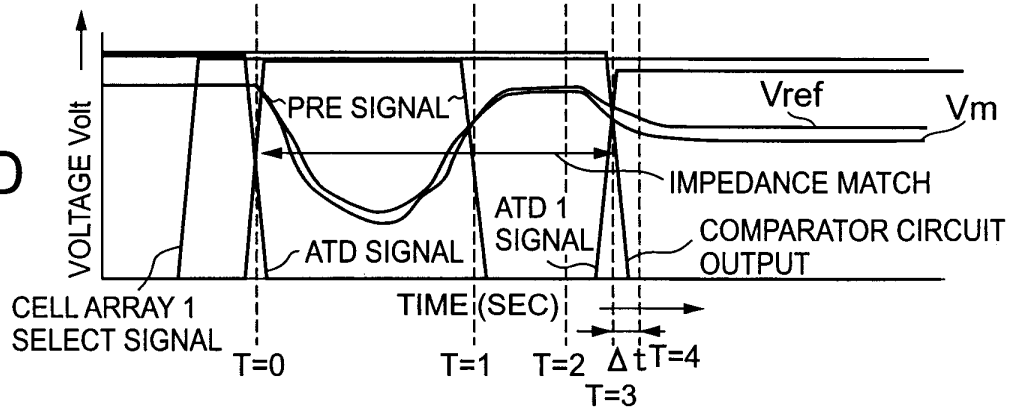 D
VOLTAGE Volt
PRE SIGNAL
Vref
Vm
IMPEDANCE MATCH
ATD SIGNAL
ATD 1
SIGNAL
COMPARATOR CIRCUIT
OUTPUT
CELL ARRAY 1
SELECT SIGNAL
TIME (SEC)
T=0
T=1
T=2
Δt
T=4
T=3